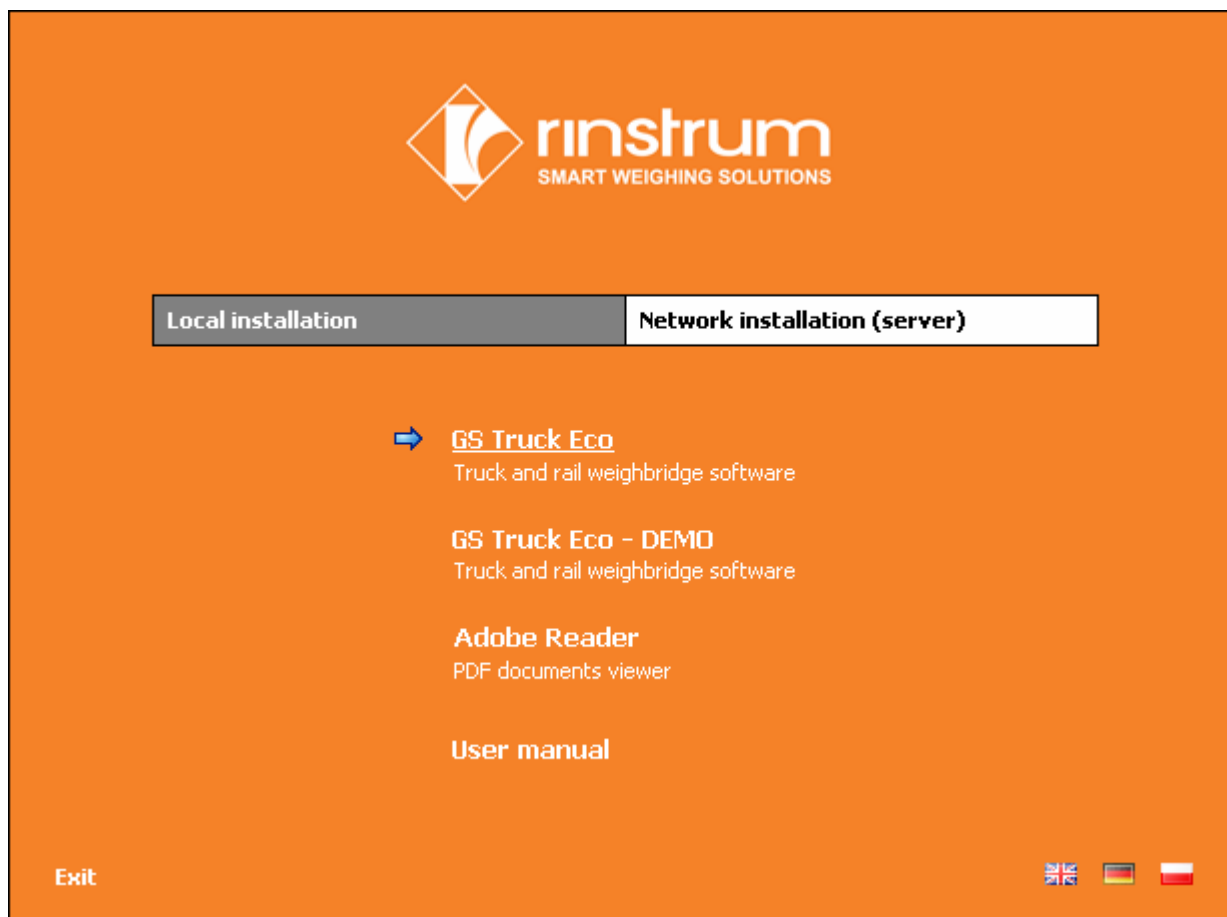 rinstrum
SMART WEIGHING SOLUTIONS
Local installation
Network installation (server)
GS Truck Eco
Truck and rail weighbridge software
GS Truck Eco - DEMO
Truck and rail weighbridge software
Adobe Reader
PDF documents viewer
User manual
Exit